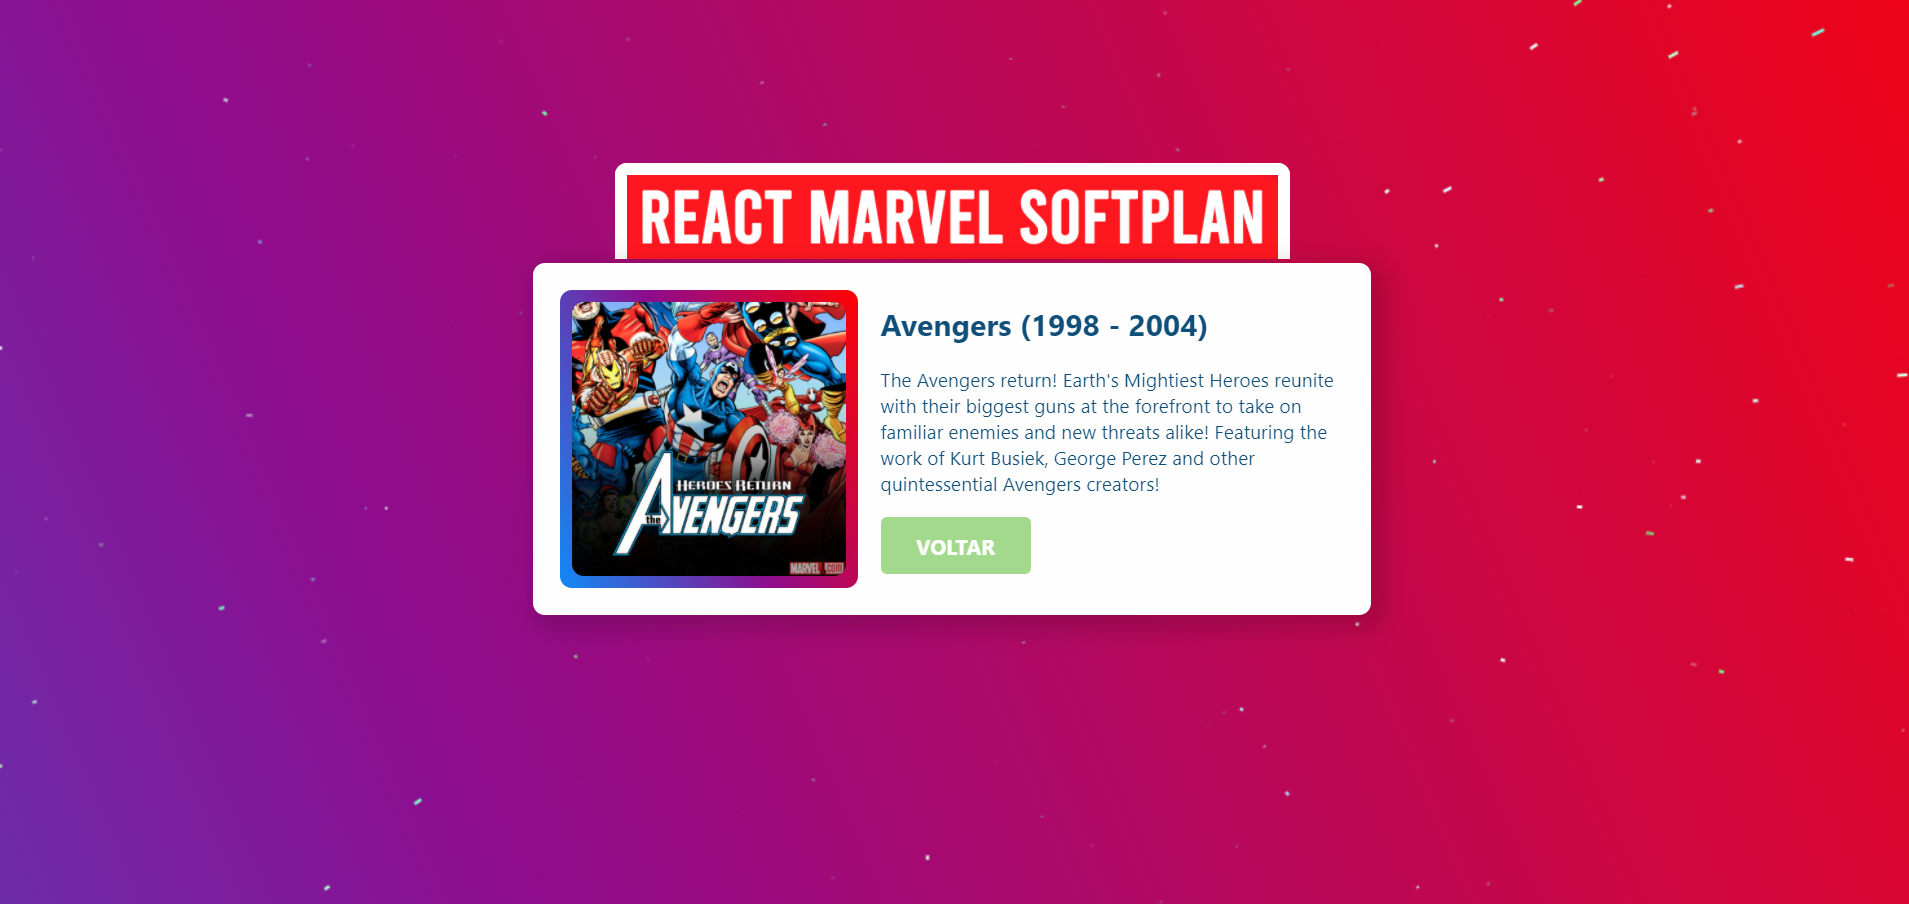 REACT MARVEL SOFTPLAN
HEROES RETURN
the AVENGERS
MARVEL.com
Avengers (1998 - 2004)
The Avengers return! Earth's Mightiest Heroes reunite
with their biggest guns at the forefront to take on
familiar enemies and new threats alike! Featuring the
work of Kurt Busiek, George Perez and other
quintessential Avengers creators!
VOLTAR